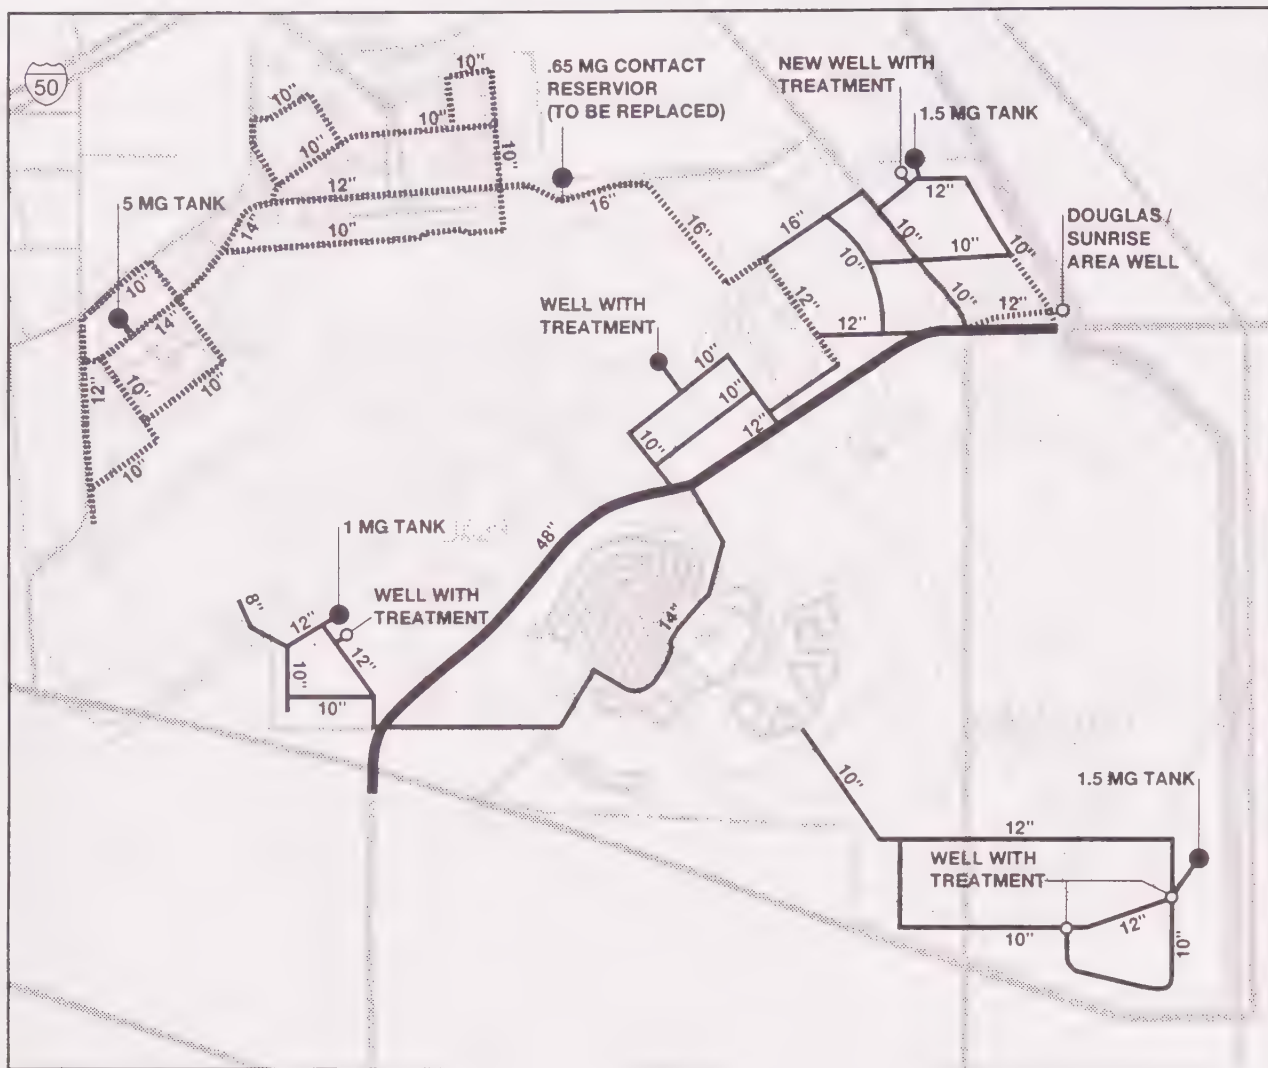 50
10"
10"
10"
10"
10"
12"
14"
10"
5 MG TANK
10"
14"
12"
10"
10"
10"
.65 MG CONTACT
RESERVIOR
(TO BE REPLACED)
16"
16"
NEW WELL WITH
TREATMENT
1.5 MG TANK
12"
16"
10"
10"
10"
10"
10"
12"
12"
12"
DOUGLAS /
SUNRISE
AREA WELL
WELL WITH
TREATMENT
10"
10"
10"
12"
48"
14"
1 MG TANK
WELL WITH
TREATMENT
8"
12"
12"
10"
10"
10"
12"
1.5 MG TANK
WELL WITH
TREATMENT
12"
10"
10"